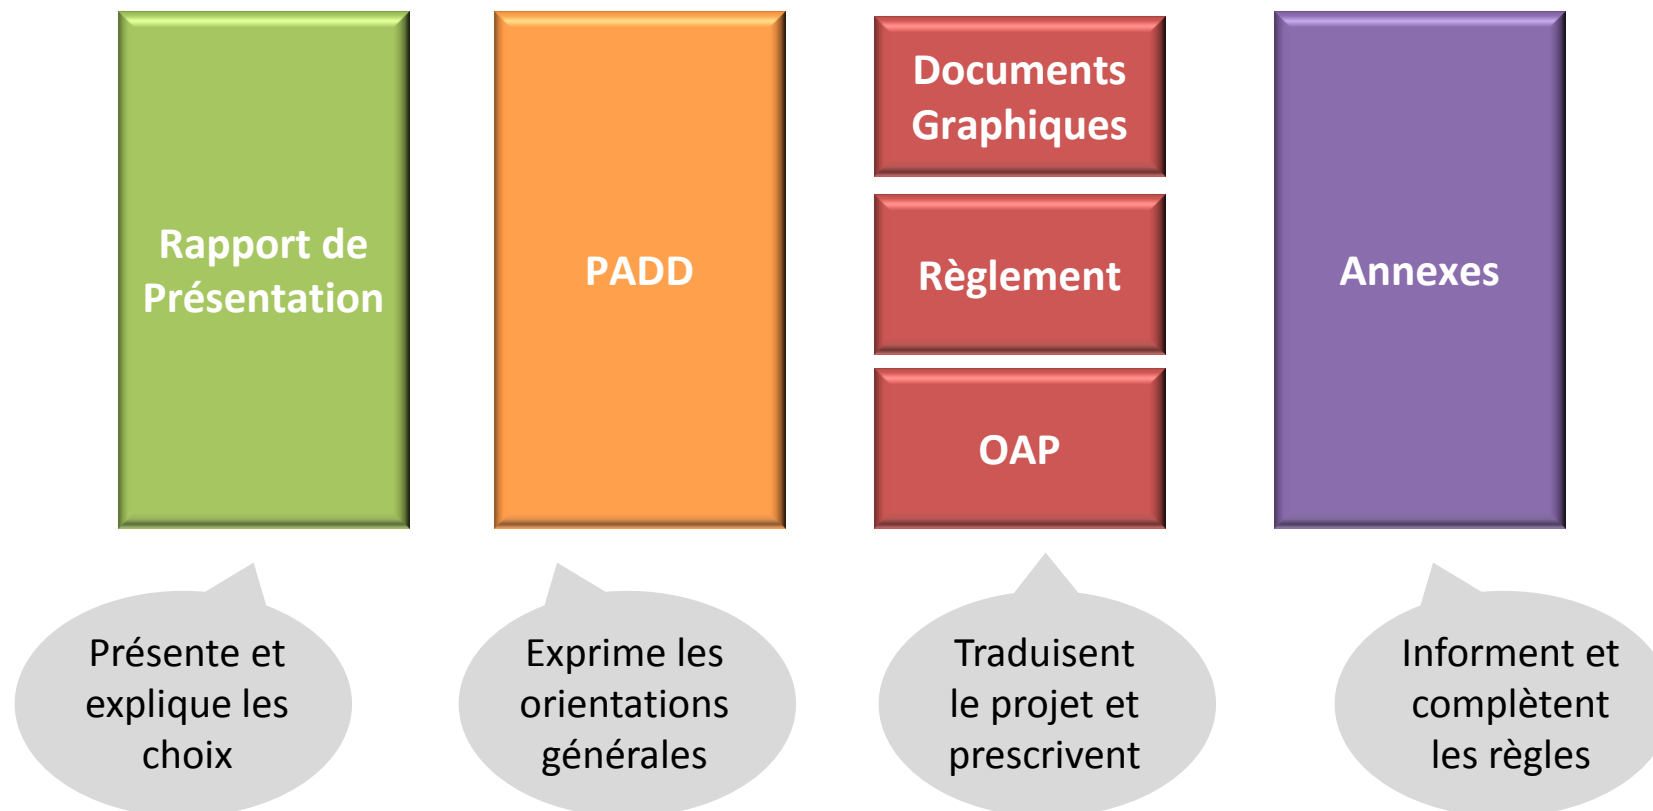 Rapport de
Présentation
PADD
Documents
Graphiques
Règlement
OAP
Annexes
Présente et
explique les
choix
Exprime les
orientations
générales
Traduisent
le projet et
prescrivent
Informent et
complètent
les règles